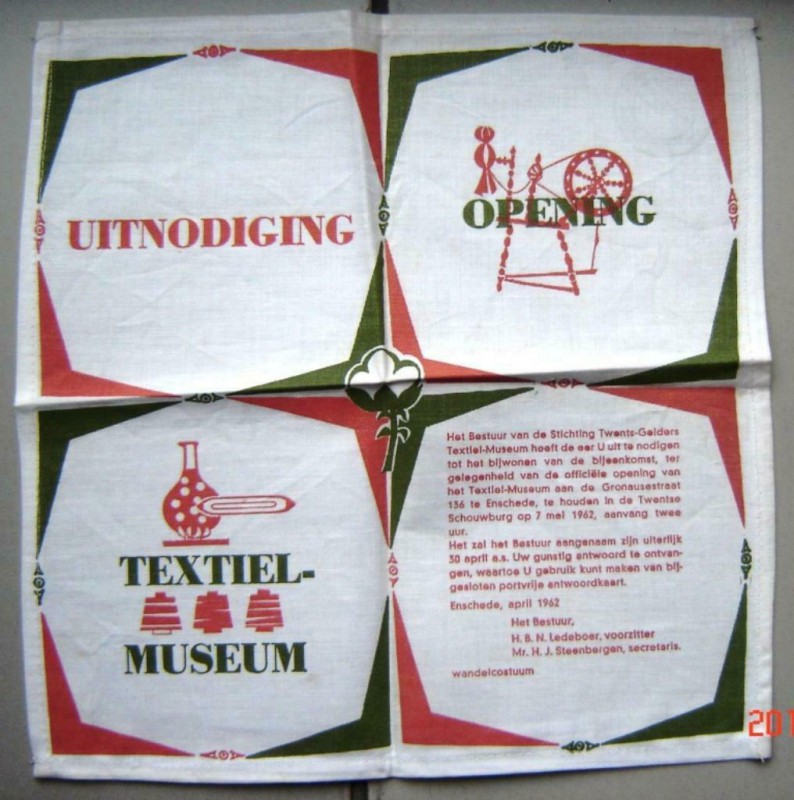 UITNODIGING
OPENING
TEXTIEL-
MUSEUM
Het Bestuur van de Stichting Twents-Gelders
Textiel-Museum heeft de eer U uit te nodigen
tot het bijwonen van de bijeenkomst, ter
gelegenheid van de officiële opening van
het Textiel-Museum aan de Gronausestraat
136 te Enschede, te houden in de Twentse
Schouwburg op 7 mei 1962, aanvang twee
uur.
Het zal het Bestuur aangenaam zijn uiterlijk
30 april a.s. Uw gunstig antwoord te ontvan-
gen, waartoe U gebruik kunt maken van bij-
gesloten portvrije antwoordkaart.
Enschede, april 1962
Het Bestuur,
H. B. N. Ledeboer, voorzitter
Mr. H. J. Steenbergen, secretaris.
wandelcostuum
201